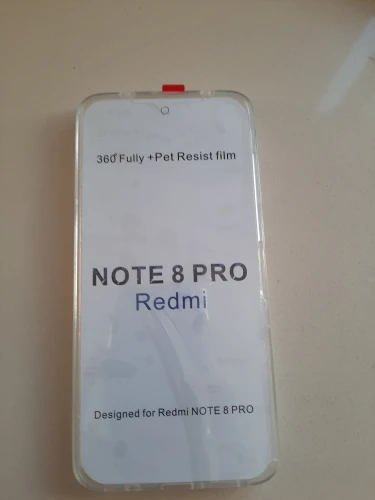 360°Fully +Pet Resist film
NOTE 8 PRO
Redmi
Designed for Redmi NOTE 8 PRO